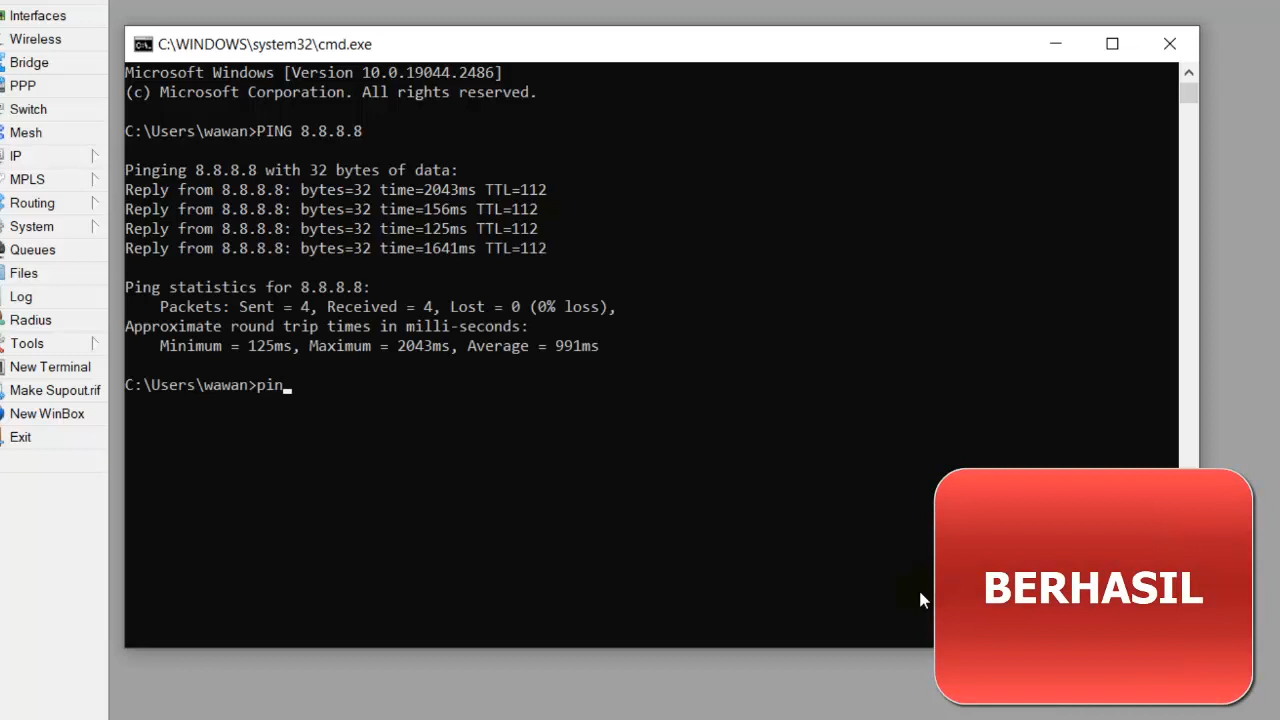 Interfaces
Wireless
Bridge
PPP
Switch
Mesh
IP
MPLS
Routing
System
Queues
Files
Log
Radius
Tools
New Terminal
Make Supout.rif
New WinBox
Exit
C:\WINDOWS\system32\cmd.exe
Microsoft Windows [Version 10.0.19044.2486]
(c) Microsoft Corporation. All rights reserved.
C:\Users\wawan>PING 8.8.8.8
Pinging 8.8.8.8 with 32 bytes of data:
Reply from 8.8.8.8: bytes=32 time=2043ms TTL=112
Reply from 8.8.8.8: bytes=32 time=156ms TTL=112
Reply from 8.8.8.8: bytes=32 time=125ms TTL=112
Reply from 8.8.8.8: bytes=32 time=1641ms TTL=112
Ping statistics for 8.8.8.8:
Packets: Sent = 4, Received = 4, Lost = 0 (0% loss),
Approximate round trip times in milli-seconds:
Minimum = 125ms, Maximum = 2043ms, Average = 991ms
C:\Users\wawan>pin_
BERHASIL